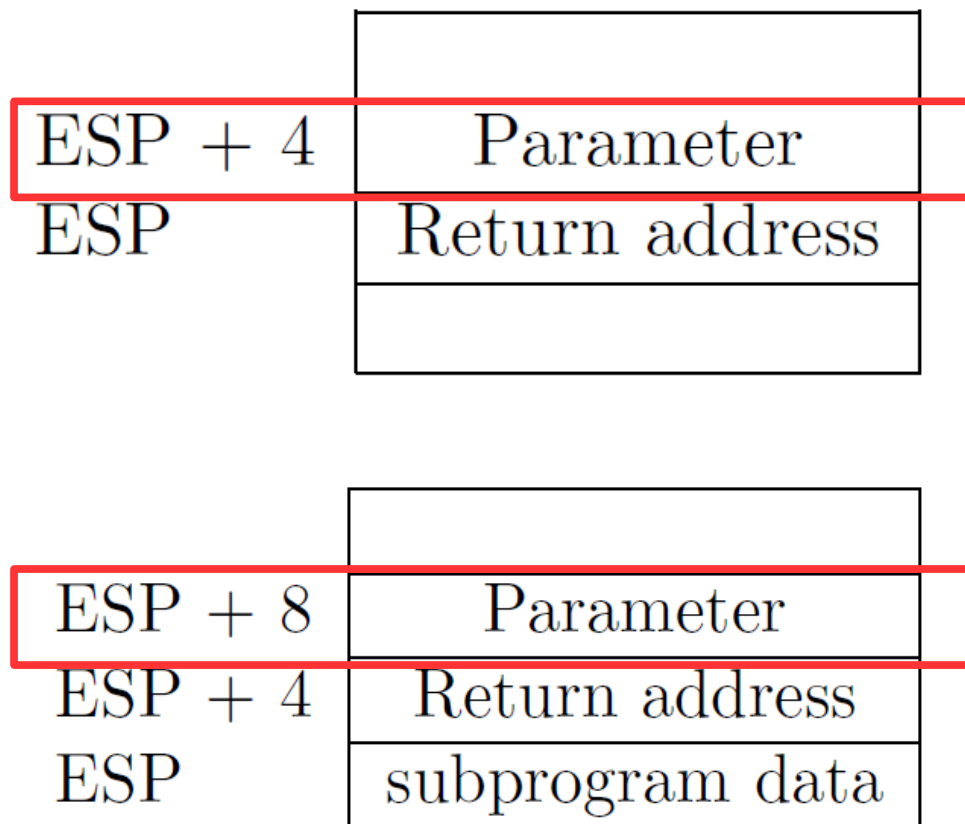 ESP + 4 Parameter
ESP Return address
ESP + 8 Parameter
ESP + 4 Return address
ESP subprogram data